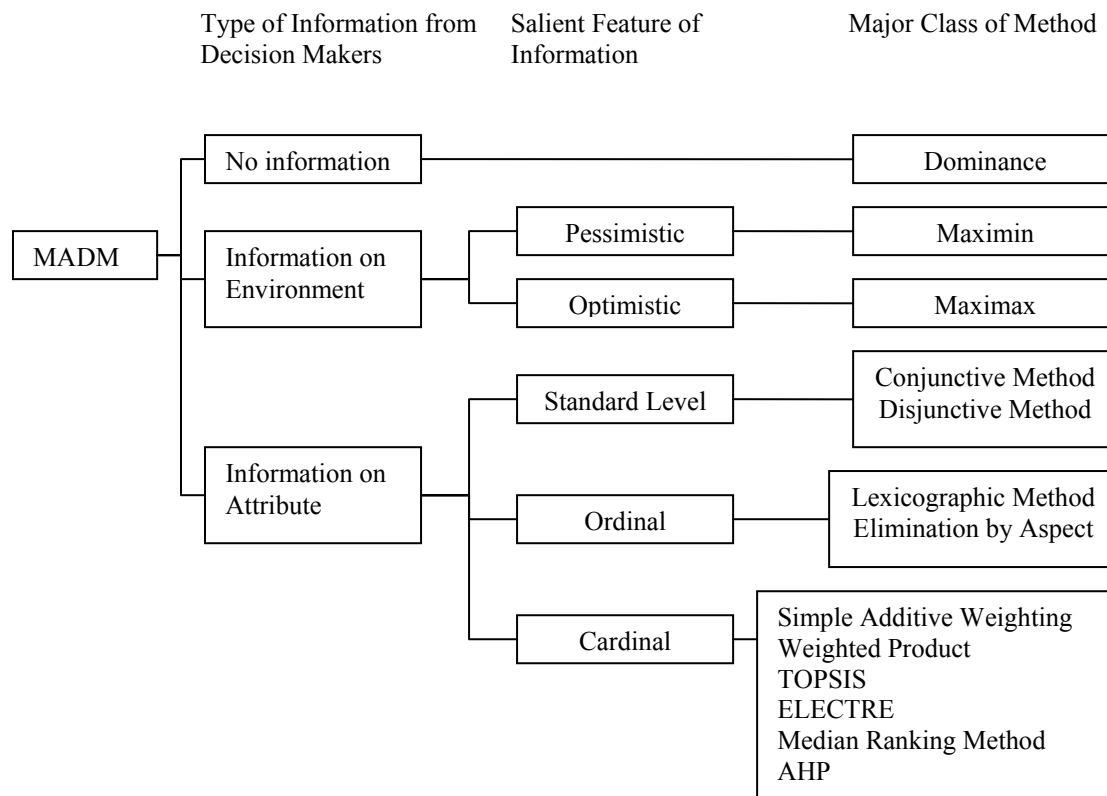 Type of Information from
Decision Makers
Salient Feature of
Information
Major Class of Method
No information
Dominance
MADM
Information on
Environment
Pessimistic
Maximin
Optimistic
Maximax
Information on
Attribute
Standard Level
Conjunctive Method
Disjunctive Method
Ordinal
Lexicographic Method
Elimination by Aspect
Cardinal
Simple Additive Weighting
Weighted Product
TOPSIS
ELECTRE
Median Ranking Method
AHP